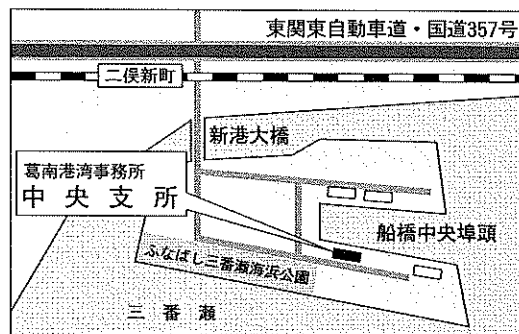 東関東自動車道・国道357号
二俣新町
新港大橋
葛南港湾事務所
中央支所
船橋中央埠頭
ふなばし三番瀬海浜公園
三番瀬